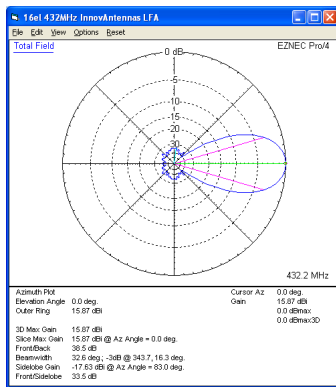 16el 432MHz InnovAntennas LFA
File Edit View Options Reset
Total Field
0 dB
EZNEC Pro/4
-5
-10
-15
-20
-30
432.2 MHz
Azimuth Plot
Elevation Angle 0.0 deg.
Outer Ring 15.87 dBi
Cursor Az 0.0 deg.
Gain 15.87 dBi
0.0 dBmax
0.0 dBmax3D
3D Max Gain 15.87 dBi
Slice Max Gain 15.87 dBi @ Az Angle = 0.0 deg.
Front/Back 38.5 dB
Beamwidth 32.6 deg.; -3dB @ 343.7, 16.3 deg.
Sidelobe Gain -17.63 dBi @ Az Angle = 83.0 deg.
Front/Sidelobe 33.5 dB